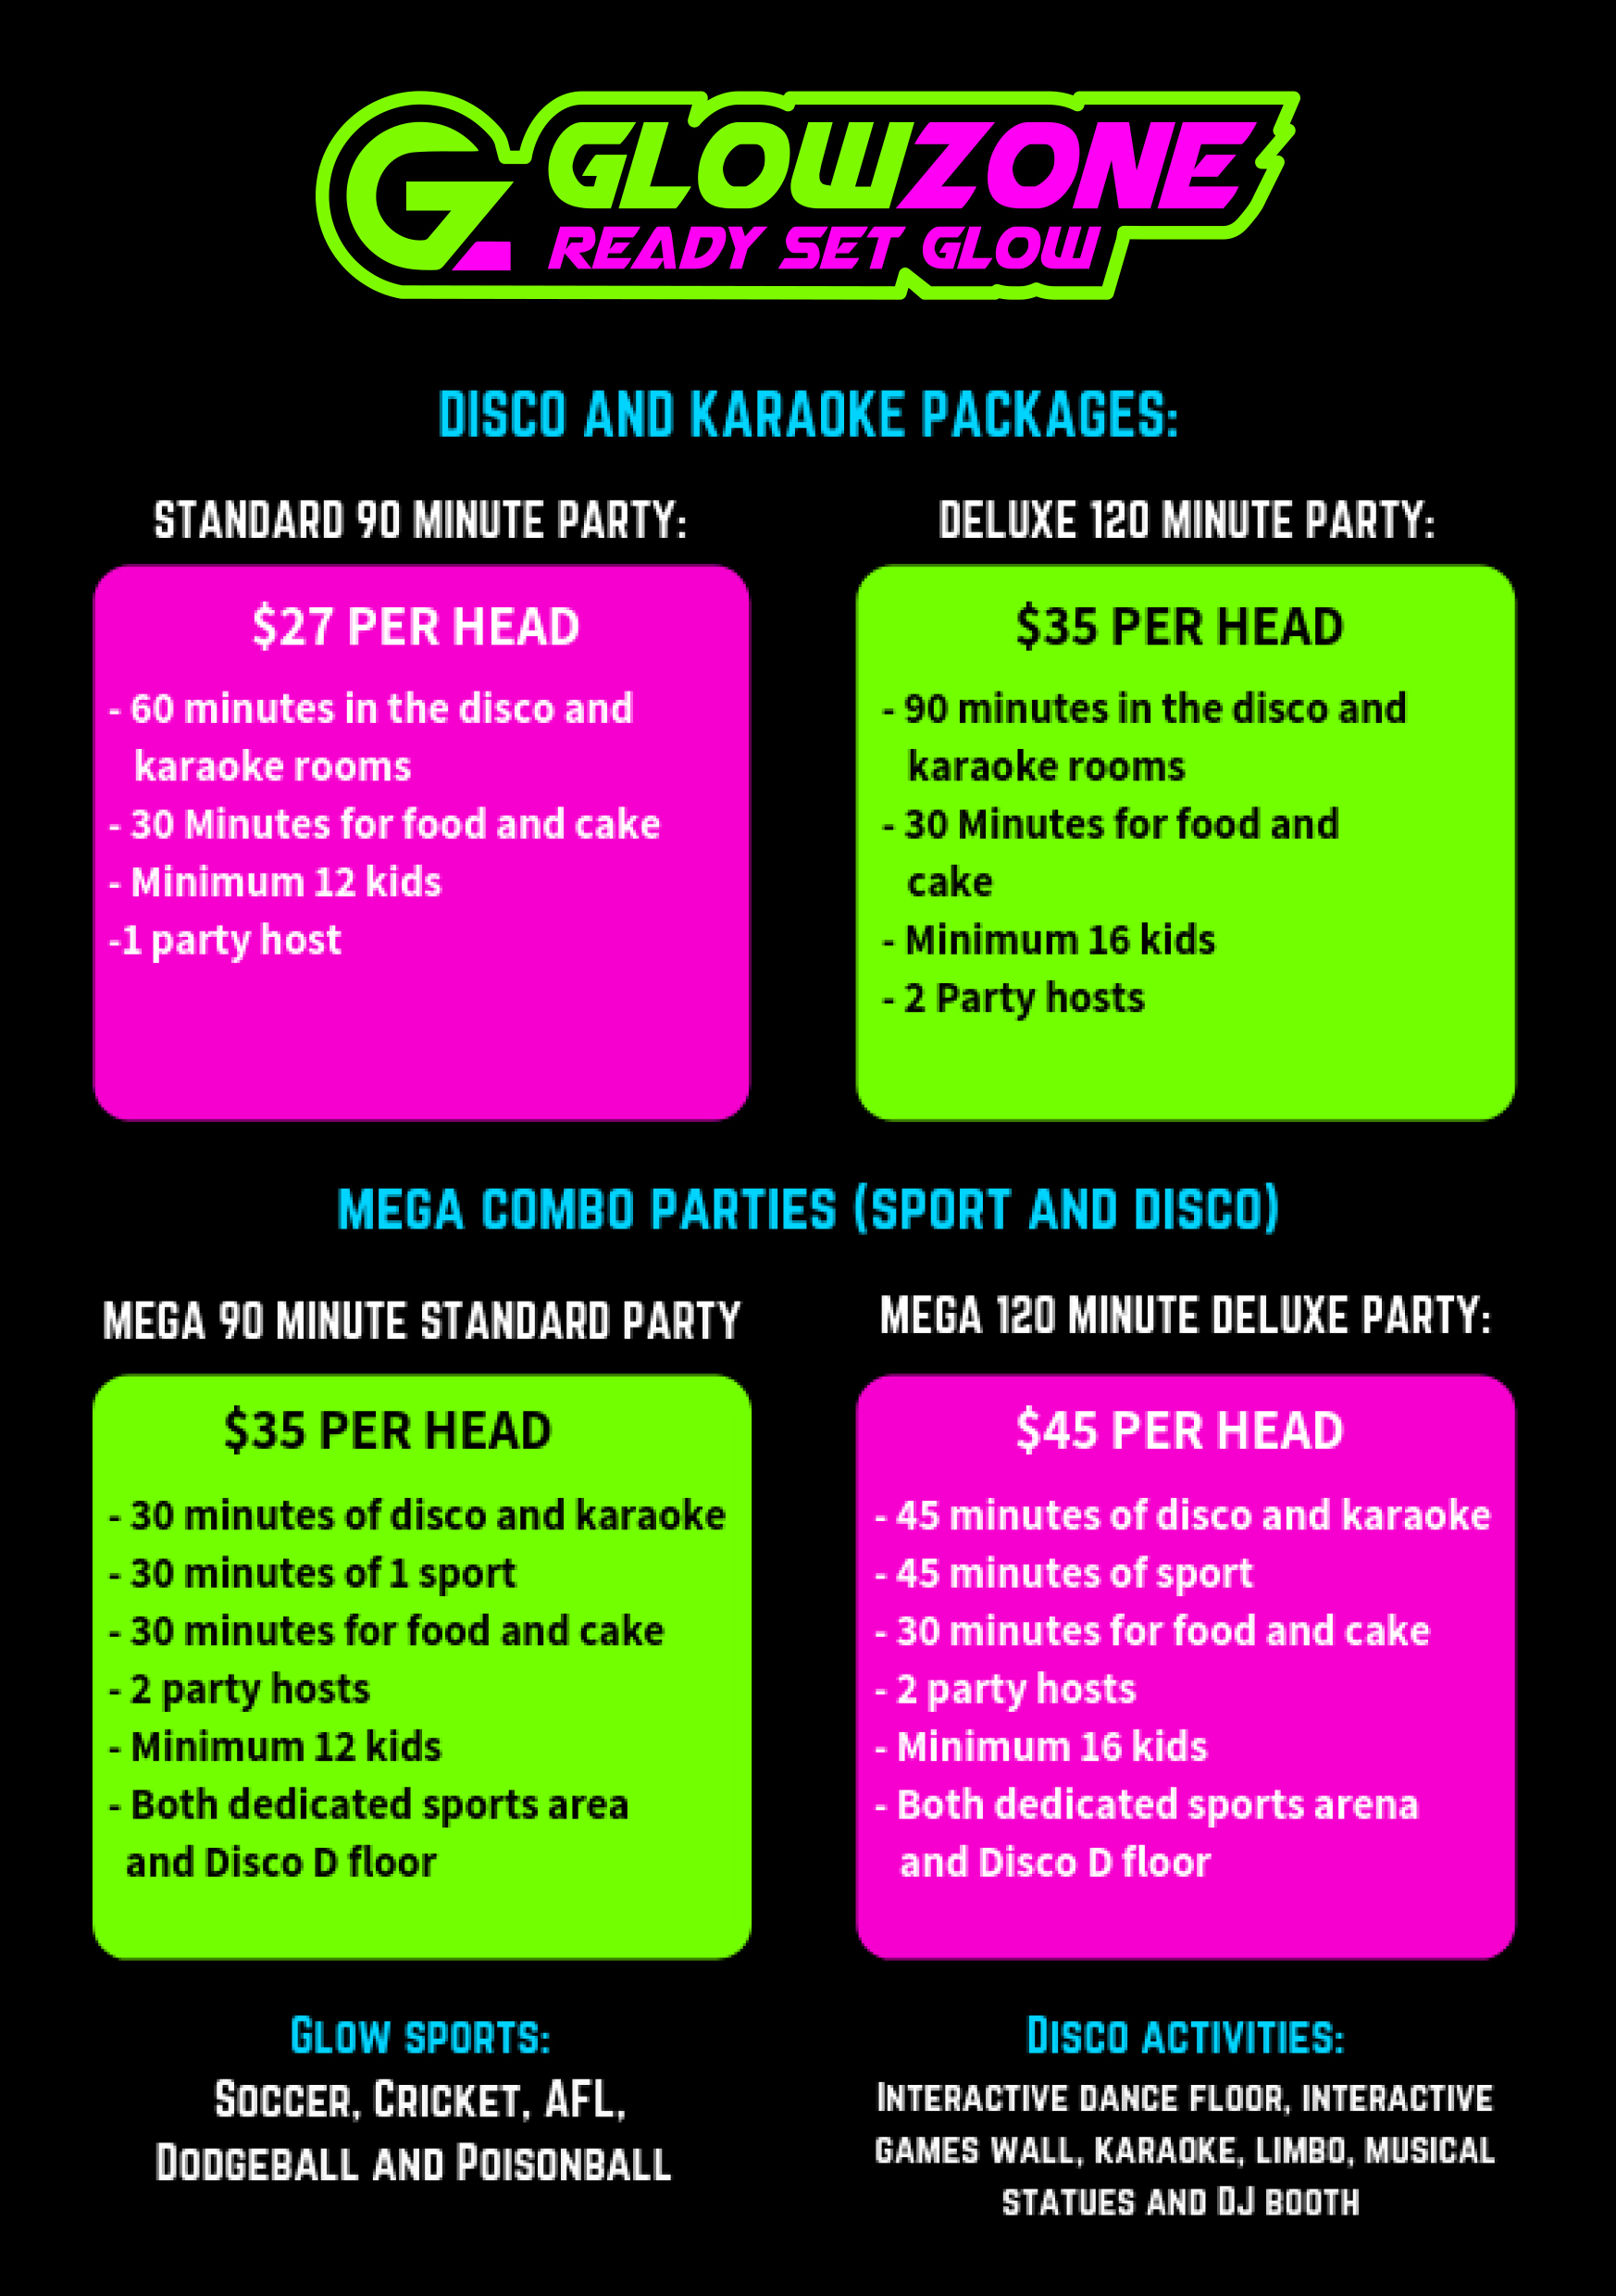 GZ GLOWZONE
READY SET GLOW
DISCO AND KARAOKE PACKAGES:
STANDARD 90 MINUTE PARTY:
$27 PER HEAD
- 60 minutes in the disco and
karaoke rooms
- 30 Minutes for food and cake
- Minimum 12 kids
-1 party host
DELUXE 120 MINUTE PARTY:
$35 PER HEAD
- 90 minutes in the disco and
karaoke rooms
- 30 Minutes for food and
cake
- Minimum 16 kids
- 2 Party hosts
MEGA COMBO PARTIES (SPORT AND DISCO)
MEGA 90 MINUTE STANDARD PARTY
$35 PER HEAD
- 30 minutes of disco and karaoke
- 30 minutes of 1 sport
- 30 minutes for food and cake
- 2 party hosts
- Minimum 12 kids
- Both dedicated sports area
and Disco D floor
MEGA 120 MINUTE DELUXE PARTY:
$45 PER HEAD
- 45 minutes of disco and karaoke
- 45 minutes of sport
- 30 minutes for food and cake
- 2 party hosts
- Minimum 16 kids
- Both dedicated sports arena
and Disco D floor
GLOW SPORTS:
SOCCER, CRICKET, AFL,
DODGEBALL AND POISONBALL
DISCO ACTIVITIES:
INTERACTIVE DANCE FLOOR, INTERACTIVE
GAMES WALL, KARAOKE, LIMBO, MUSICAL
STATUES AND DJ BOOTH